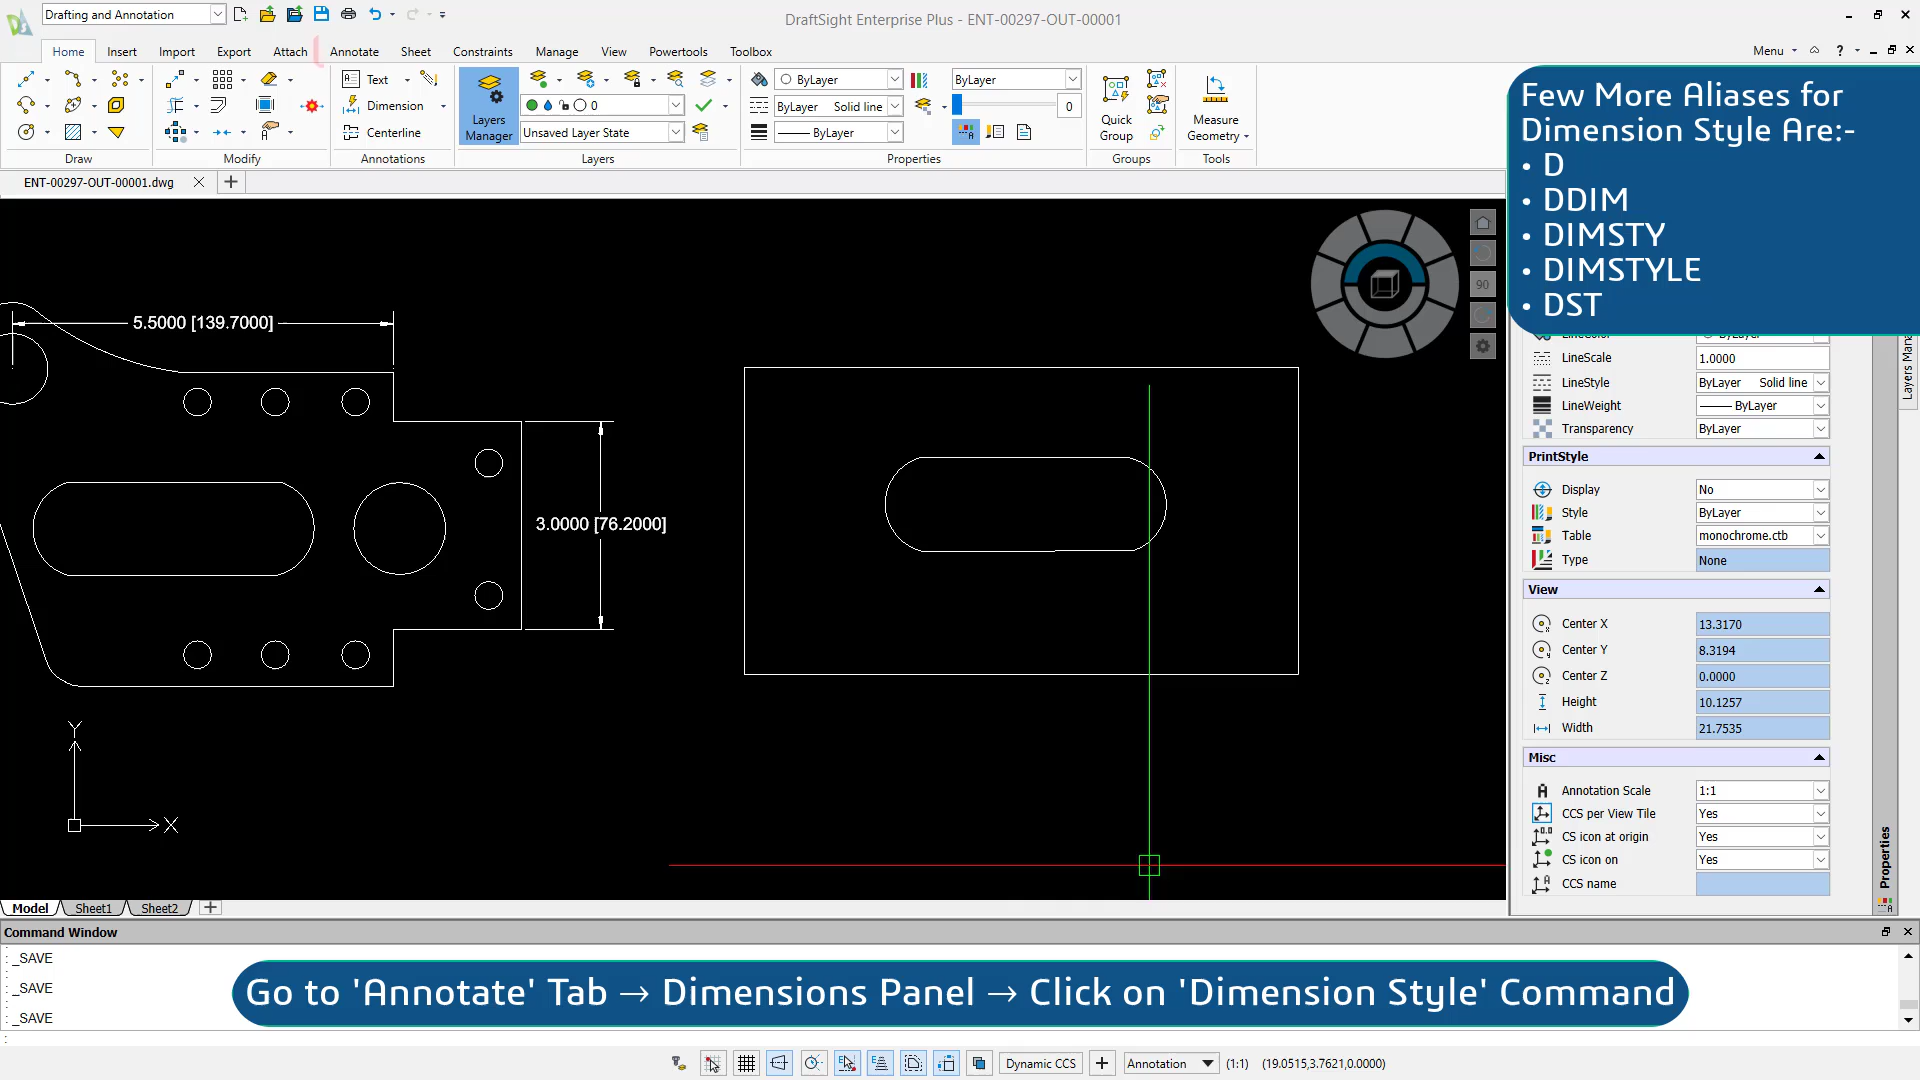 Drafting and Annotation
DraftSight Enterprise Plus - ENT-00297-OUT-00001
Home Insert Import Export Attach Annotate Sheet Constraints Manage View Powertools Toolbox Menu ?
Text
Dimension
Centerline
Layers
Manager
0
Unsaved Layer State
ByLayer
ByLayer Solid line
ByLayer
ByLayer
0
Quick
Group
Measure
Geometry
Draw Modify Annotations Layers Properties Groups Tools
ENT-00297-OUT-00001.dwg
Few More Aliases for
Dimension Style Are:-
• D
• DDIM
• DIMSTY
• DIMSTYLE
• DST
90
5.5000 [139.7000]
3.0000 [76.2000]
Y
X
LineScale 1.0000
LineStyle ByLayer Solid line
LineWeight ByLayer
Transparency ByLayer
PrintStyle
Display No
Style ByLayer
Table monochrome.ctb
Type None
View
Center X 13.3170
Center Y 8.3194
Center Z 0.0000
Height 10.1257
Width 21.7535
Misc
Annotation Scale 1:1
CCS per View Tile Yes
CS icon at origin Yes
CS icon on Yes
CCS name
Layers Mana
Properties
Model Sheet1 Sheet2
Command Window
: _SAVE
:
: _SAVE
:
: _SAVE
:
Go to 'Annotate' Tab → Dimensions Panel → Click on 'Dimension Style' Command
Dynamic CCS Annotation (1:1) (19.0515,3.7621,0.0000)